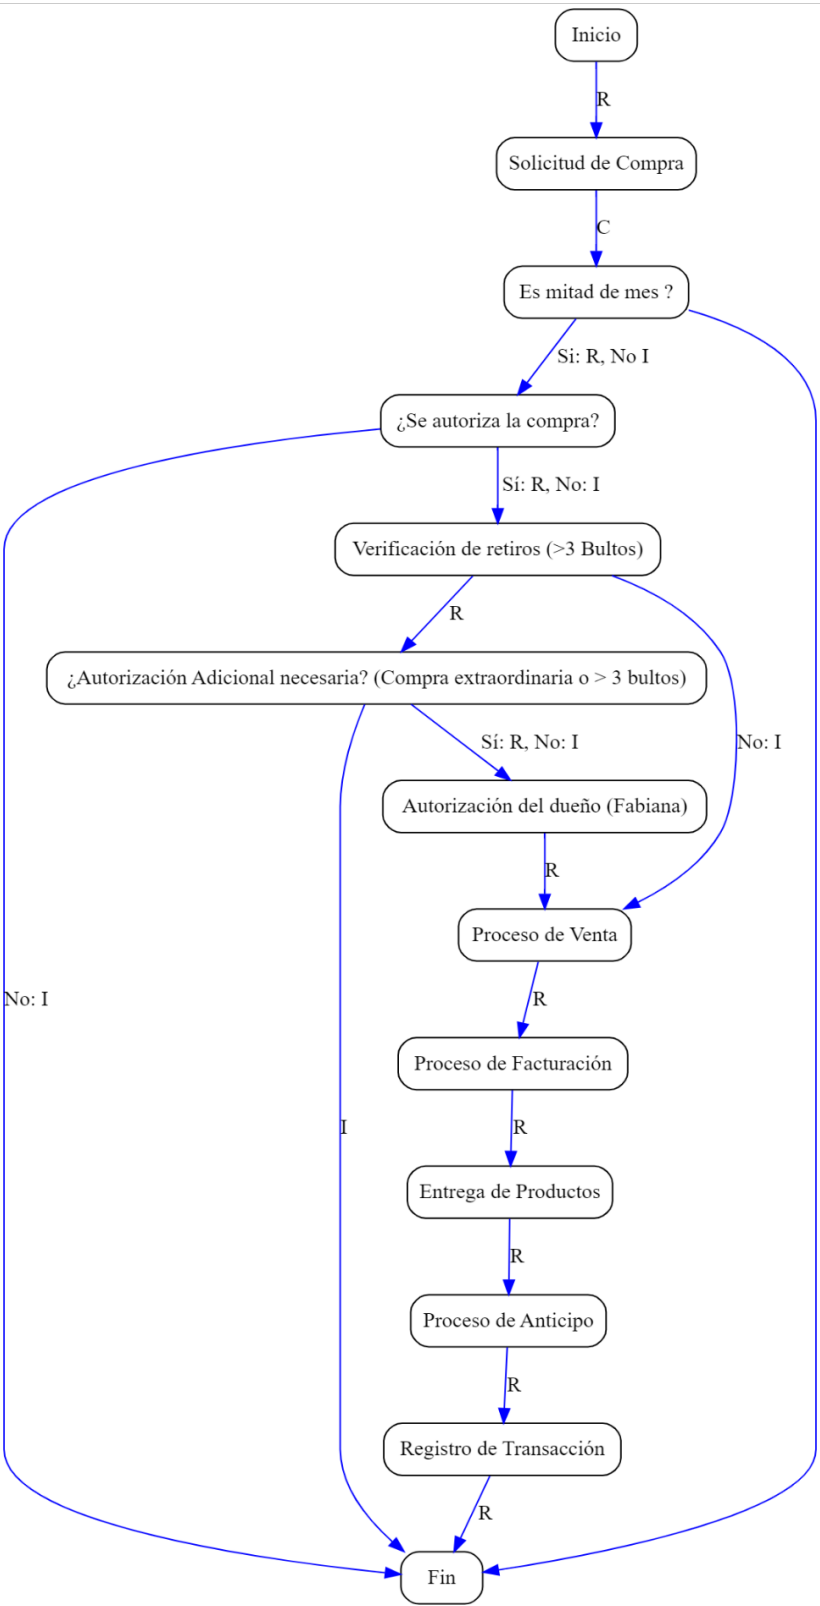 Inicio
R
Solicitud de Compra
C
Es mitad de mes ?
Si: R, No I
¿Se autoriza la compra?
Sí: R, No: I
Verificación de retiros (>3 Bultos)
R
¿Autorización Adicional necesaria? (Compra extraordinaria o > 3 bultos)
Sí: R, No: I
No: I
Autorización del dueño (Fabiana)
R
Proceso de Venta
No: I
R
Proceso de Facturación
I
R
Entrega de Productos
R
Proceso de Anticipo
R
Registro de Transacción
R
Fin